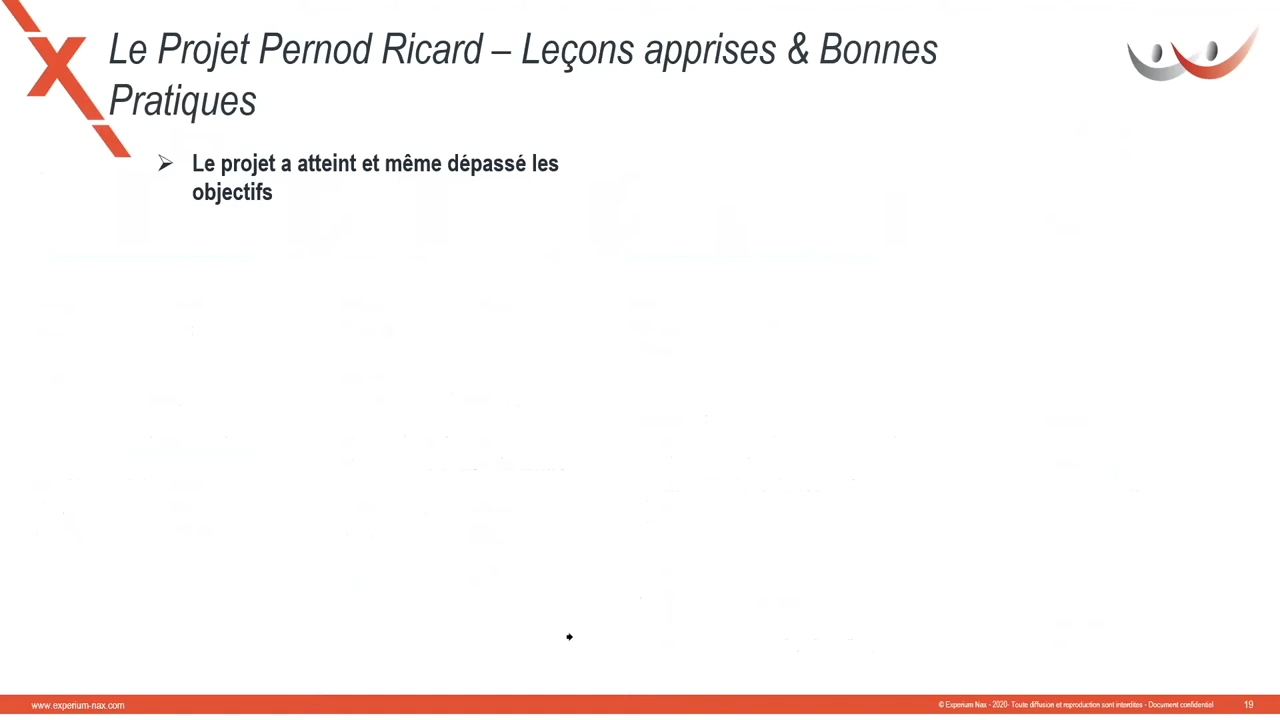 Le Projet Pernod Ricard – Leçons apprises & Bonnes
Pratiques
➢ Le projet a atteint et même dépassé les
objectifs
www.experium-nax.com
© Experium Nax - 2020- Toute diffusion et reproduction sont interdites - Document confidentiel
19